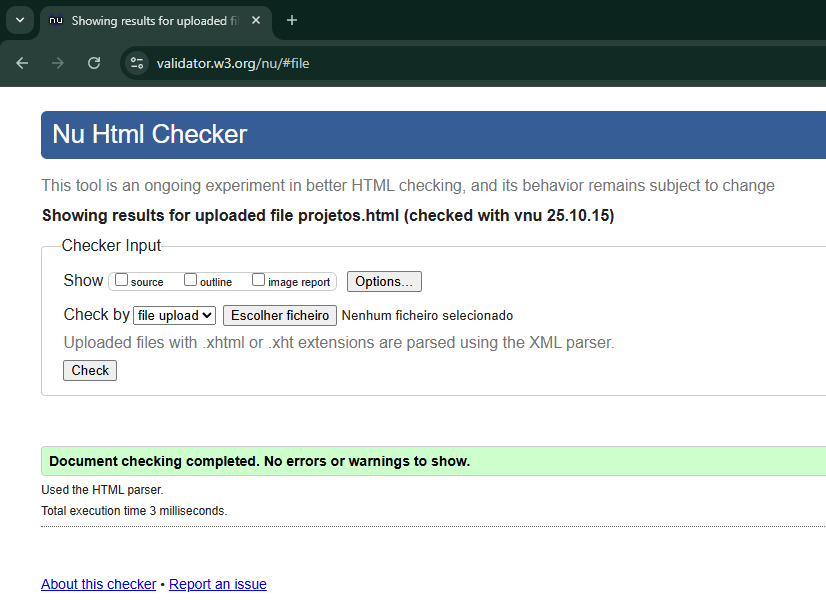 nu Showing results for uploaded fi
validator.w3.org/nu/#file
Nu Html Checker
This tool is an ongoing experiment in better HTML checking, and its behavior remains subject to change
Showing results for uploaded file projetos.html (checked with vnu 25.10.15)
Checker Input
Show source outline image report Options...
Check by file upload Escolher ficheiro Nenhum ficheiro selecionado
Uploaded files with .xhtml or .xht extensions are parsed using the XML parser.
Check
Document checking completed. No errors or warnings to show.
Used the HTML parser.
Total execution time 3 milliseconds.
About this checker • Report an issue